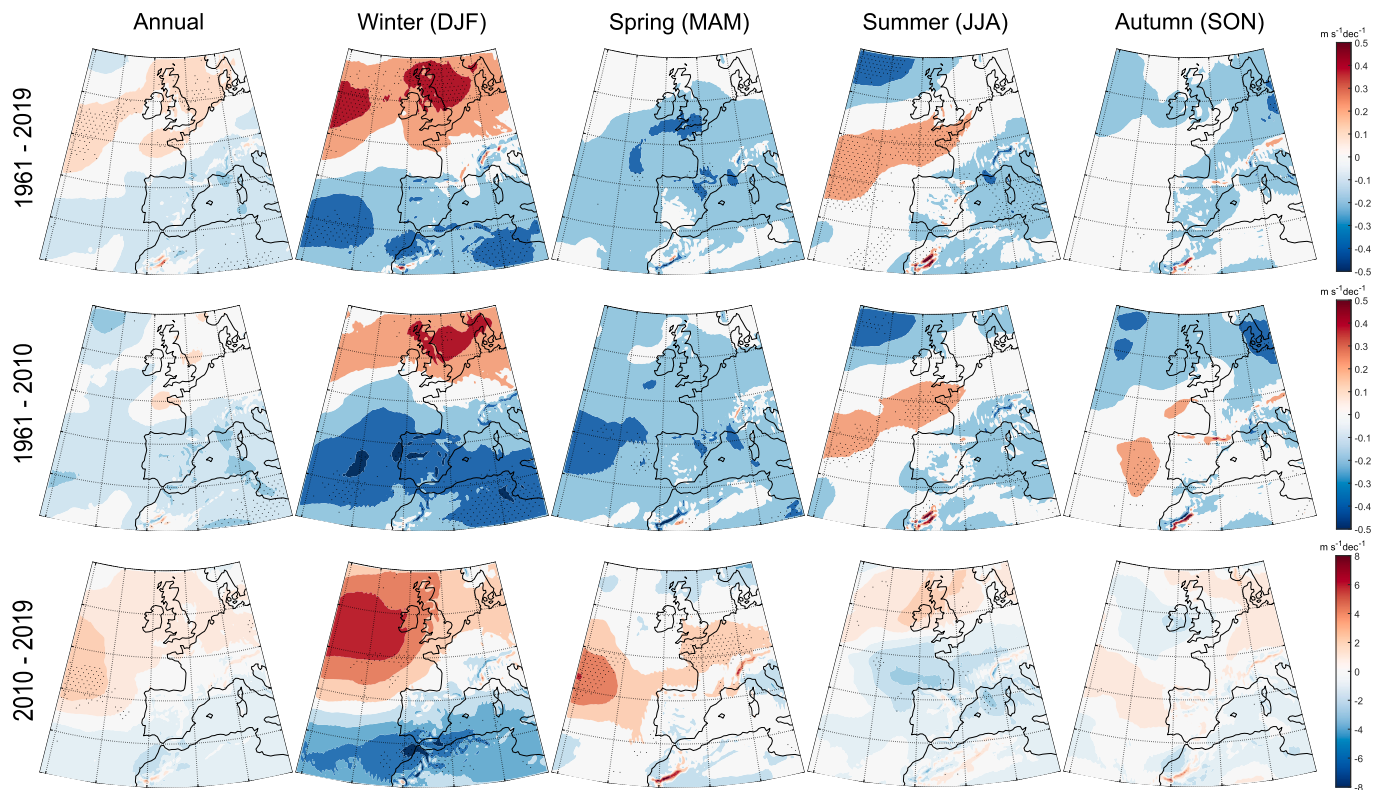 Annual
Winter (DJF)
Spring (MAM)
Summer (JJA)
Autumn (SON)
1961 - 2019
m s⁻¹dec⁻¹
0.5
0.4
0.3
0.2
0.1
0
-0.1
-0.2
-0.3
-0.4
-0.5
1961 - 2010
m s⁻¹dec⁻¹
0.5
0.4
0.3
0.2
0.1
0
-0.1
-0.2
-0.3
-0.4
-0.5
2010 - 2019
m s⁻¹dec⁻¹
8
6
4
2
0
-2
-4
-6
-8